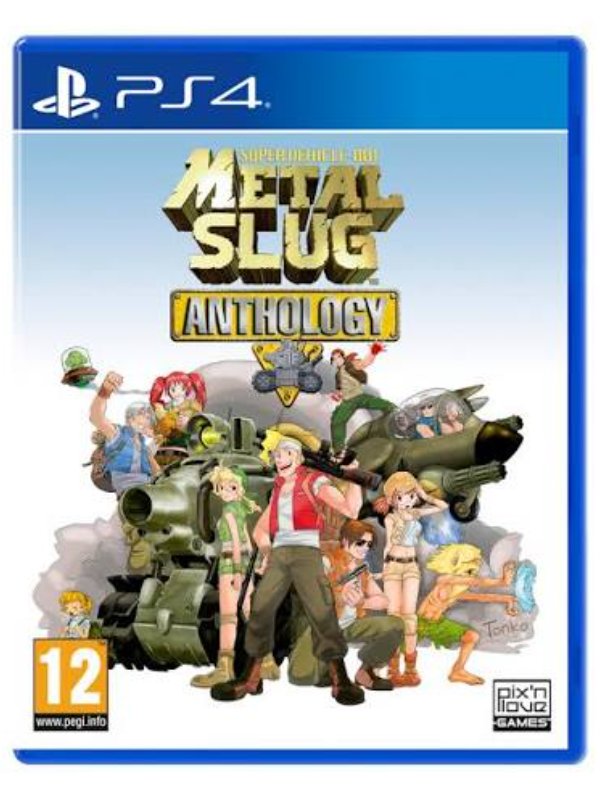 PS4
SUPER VEHICLE-001
METAL
SLUG
ANTHOLOGY
Tonko
12
www.pegi.info
pix'n
love
GAMES